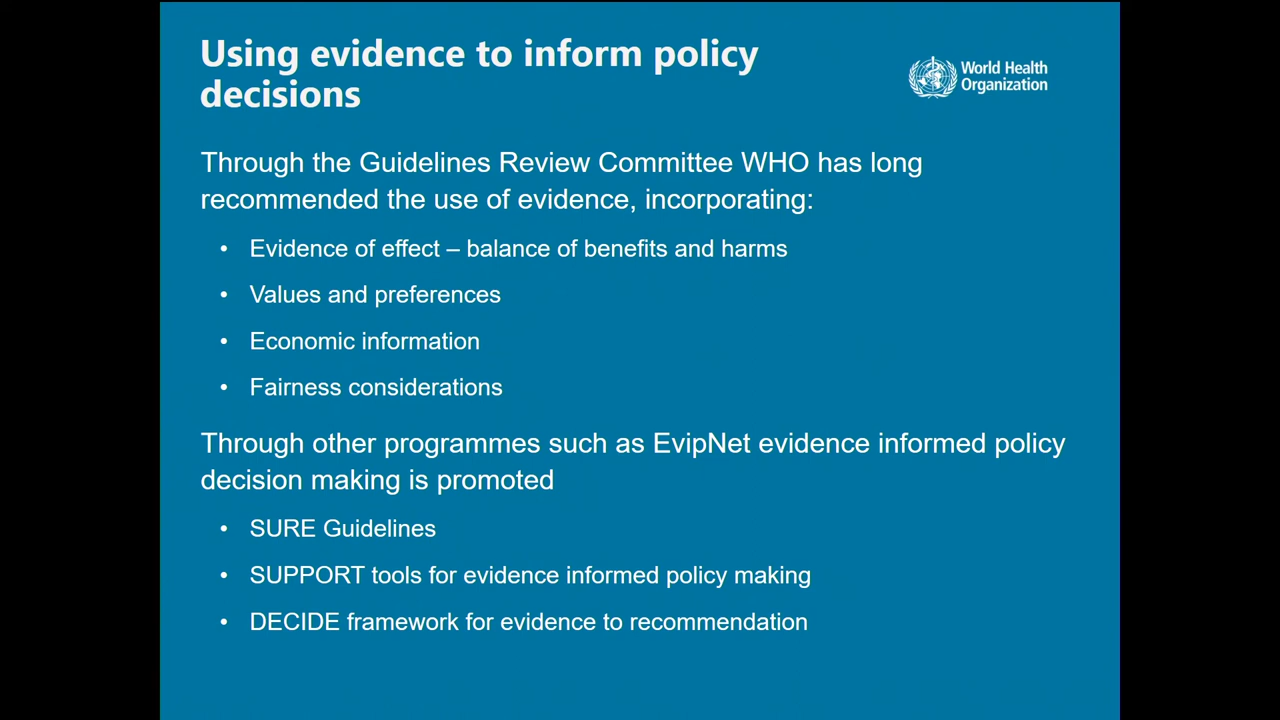 Using evidence to inform policy
decisions
World Health
Organization
Through the Guidelines Review Committee WHO has long
recommended the use of evidence, incorporating:
• Evidence of effect – balance of benefits and harms
• Values and preferences
• Economic information
• Fairness considerations
Through other programmes such as EvipNet evidence informed policy
decision making is promoted
• SURE Guidelines
• SUPPORT tools for evidence informed policy making
• DECIDE framework for evidence to recommendation